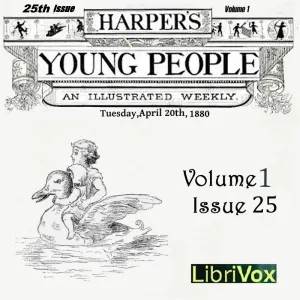 25th Issue
Volume 1
HARPER'S
YOUNG PEOPLE
AN ILLUSTRATED WEEKLY.
Tuesday,April 20th, 1880
Volume 1
Issue 25
LibriVox